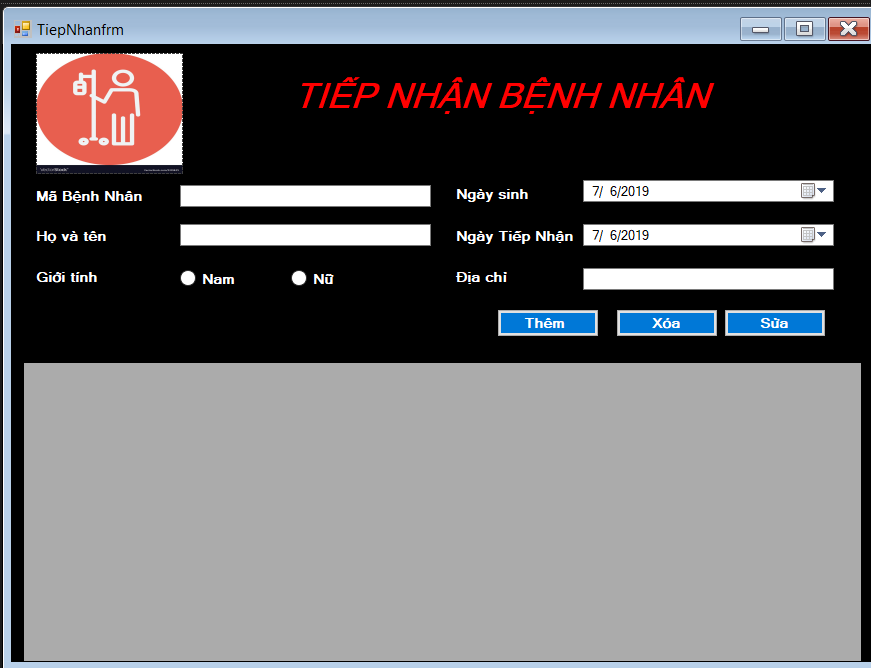 TiepNhanfrm
TIẾP NHẬN BỆNH NHÂN
Mã Bệnh Nhân
Ngày sinh 7/ 6/2019
Họ và tên
Ngày Tiếp Nhận 7/ 6/2019
Giới tính Nam Nữ
Địa chỉ
Thêm Xóa Sửa